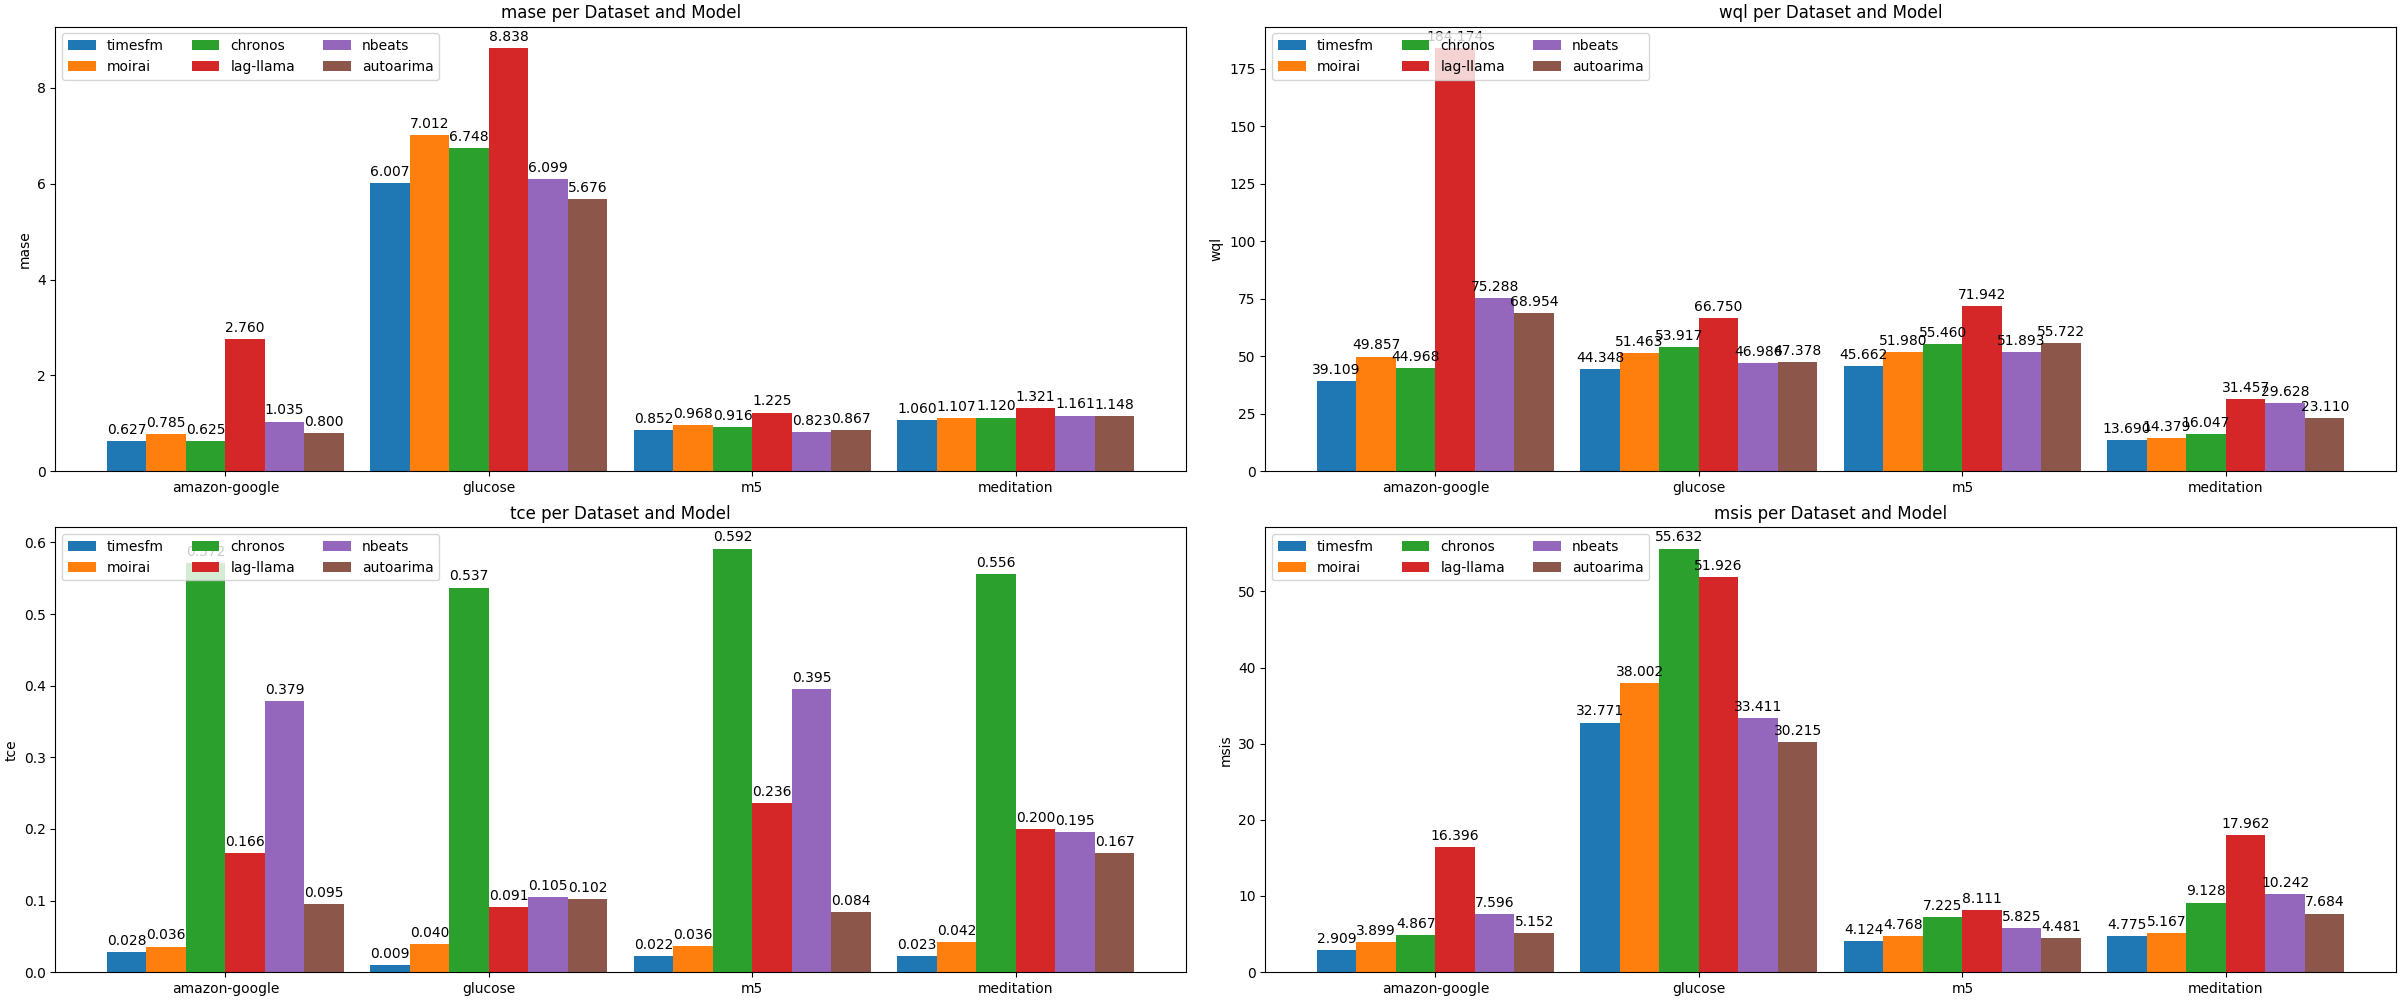 mase per Dataset and Model
timesfm chronos nbeats
moirai lag-llama autoarima
mase
8
6
4
2
0
0.627 0.785 0.625 2.760 1.035 0.800
6.007 7.012 6.748 8.838 6.099 5.676
0.852 0.968 0.916 1.225 0.823 0.867
1.060 1.107 1.120 1.321 1.161 1.148
amazon-google glucose m5 meditation
wql per Dataset and Model
timesfm chronos nbeats
moirai lag-llama autoarima
wql
175
150
125
100
75
50
25
0
39.109 49.857 44.968 184.174 75.288 68.954
44.348 51.463 53.917 66.750 46.986 47.378
45.662 51.980 55.460 71.942 51.893 55.722
13.690 14.379 16.047 31.457 29.628 23.110
amazon-google glucose m5 meditation
tce per Dataset and Model
timesfm chronos nbeats
moirai lag-llama autoarima
tce
0.6
0.5
0.4
0.3
0.2
0.1
0.0
0.028 0.036 0.572 0.166 0.379 0.095
0.009 0.040 0.537 0.091 0.105 0.102
0.022 0.036 0.592 0.236 0.395 0.084
0.023 0.042 0.556 0.200 0.195 0.167
amazon-google glucose m5 meditation
msis per Dataset and Model
timesfm chronos nbeats
moirai lag-llama autoarima
msis
50
40
30
20
10
0
2.909 3.899 4.867 16.396 7.596 5.152
32.771 38.002 55.632 51.926 33.411 30.215
4.124 4.768 7.225 8.111 5.825 4.481
4.775 5.167 9.128 17.962 10.242 7.684
amazon-google glucose m5 meditation